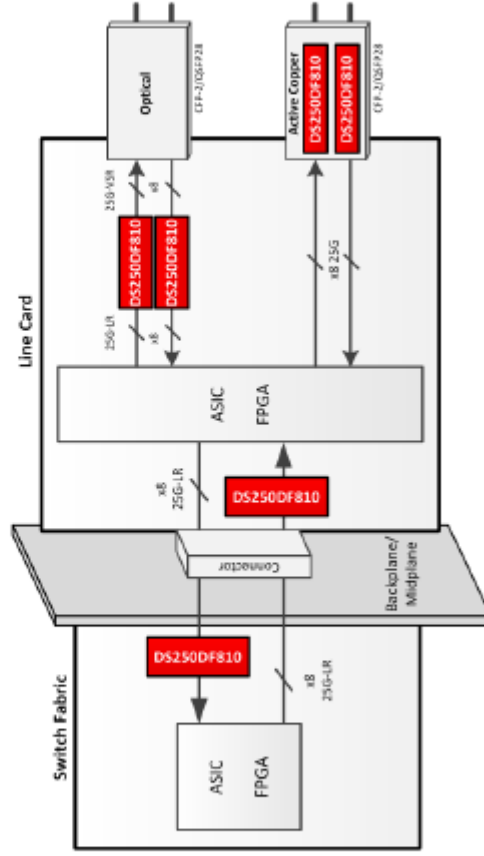 Line Card
Optical
CFP-2/QSFP28
25G-VSR
x8
DS250DF810
DS250DF810
25G-LR
x8
Active Copper
DS250DF810
DS250DF810
CFP-2/QSFP28
x8 25G
ASIC
FPGA
x8
25G-LR
DS250DF810
Connector
Backplane/
Midplane
Switch Fabric
DS250DF810
x8
25G-LR
ASIC
FPGA